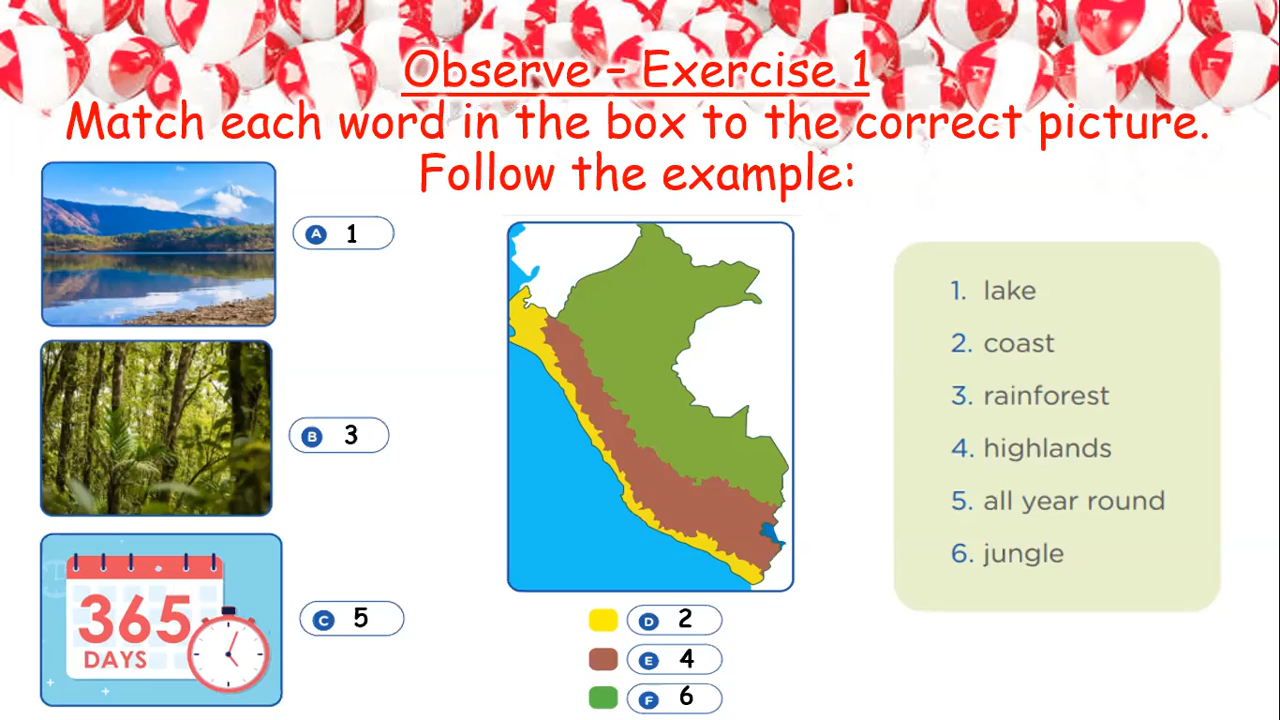 Observe – Exercise 1
Match each word in the box to the correct picture.
Follow the example:
A 1
B 3
365
DAYS
C 5
D 2
E 4
F 6
1. lake
2. coast
3. rainforest
4. highlands
5. all year round
6. jungle